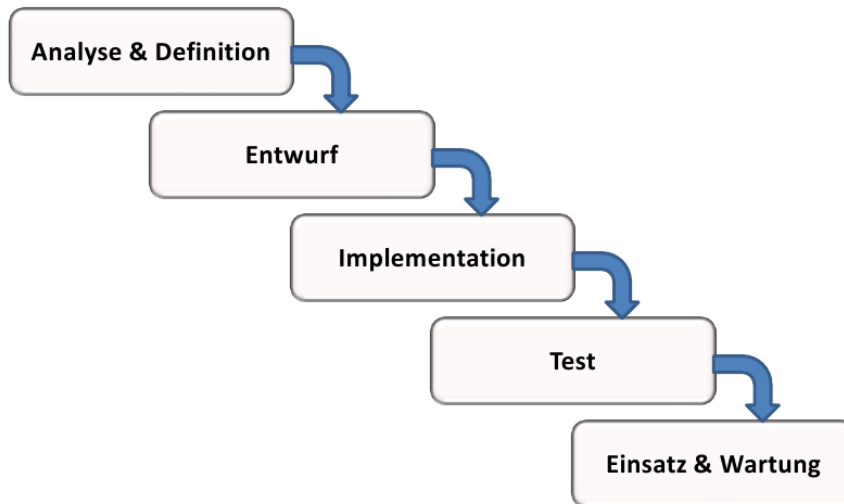 Analyse & Definition
Entwurf
Implementation
Test
Einsatz & Wartung